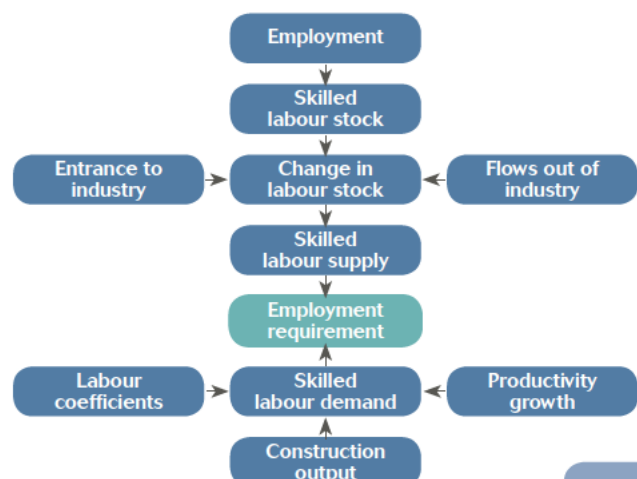 Employment
Skilled
labour stock
Entrance to
industry
Change in
labour stock
Flows out of
industry
Skilled
labour supply
Employment
requirement
Labour
coefficients
Skilled
labour demand
Productivity
growth
Construction
output